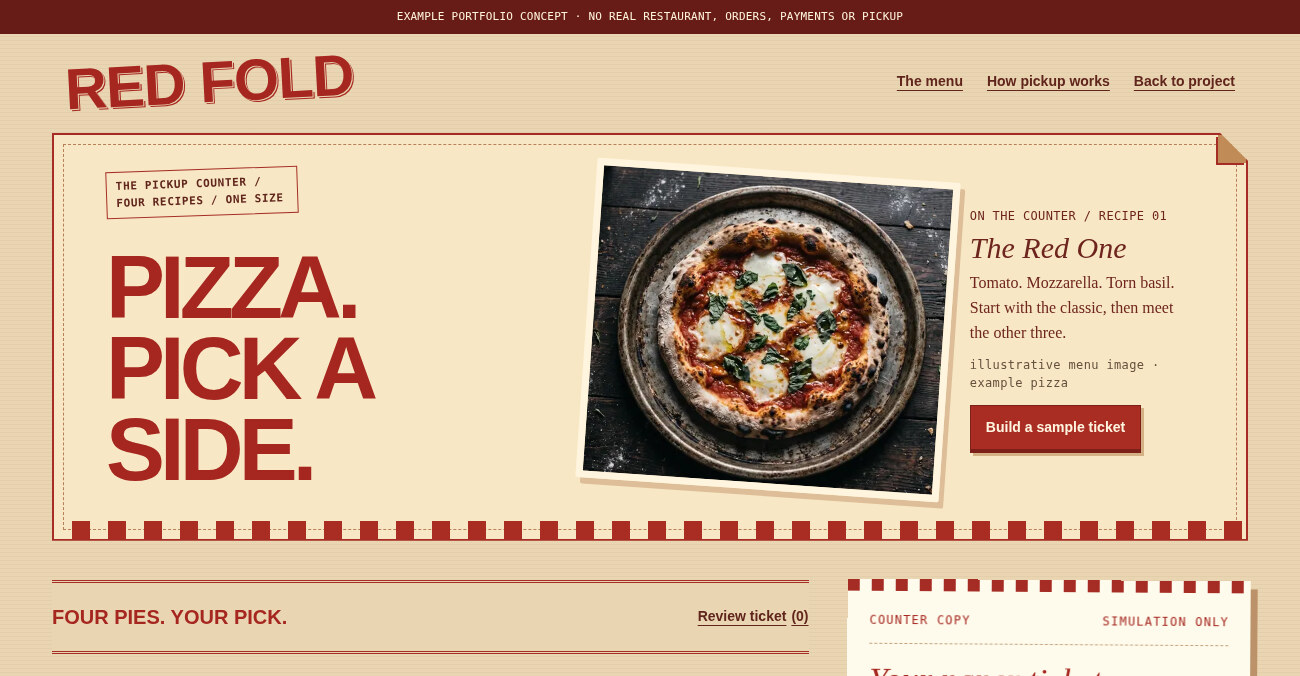 EXAMPLE PORTFOLIO CONCEPT · NO REAL RESTAURANT, ORDERS, PAYMENTS OR PICKUP
RED FOLD
The menu How pickup works Back to project
THE PICKUP COUNTER /
FOUR RECIPES / ONE SIZE
PIZZA.
PICK A
SIDE.
ON THE COUNTER / RECIPE 01
The Red One
Tomato. Mozzarella. Torn basil.
Start with the classic, then meet
the other three.
illustrative menu image ·
example pizza
Build a sample ticket
FOUR PIES. YOUR PICK.
Review ticket (0)
COUNTER COPY SIMULATION ONLY